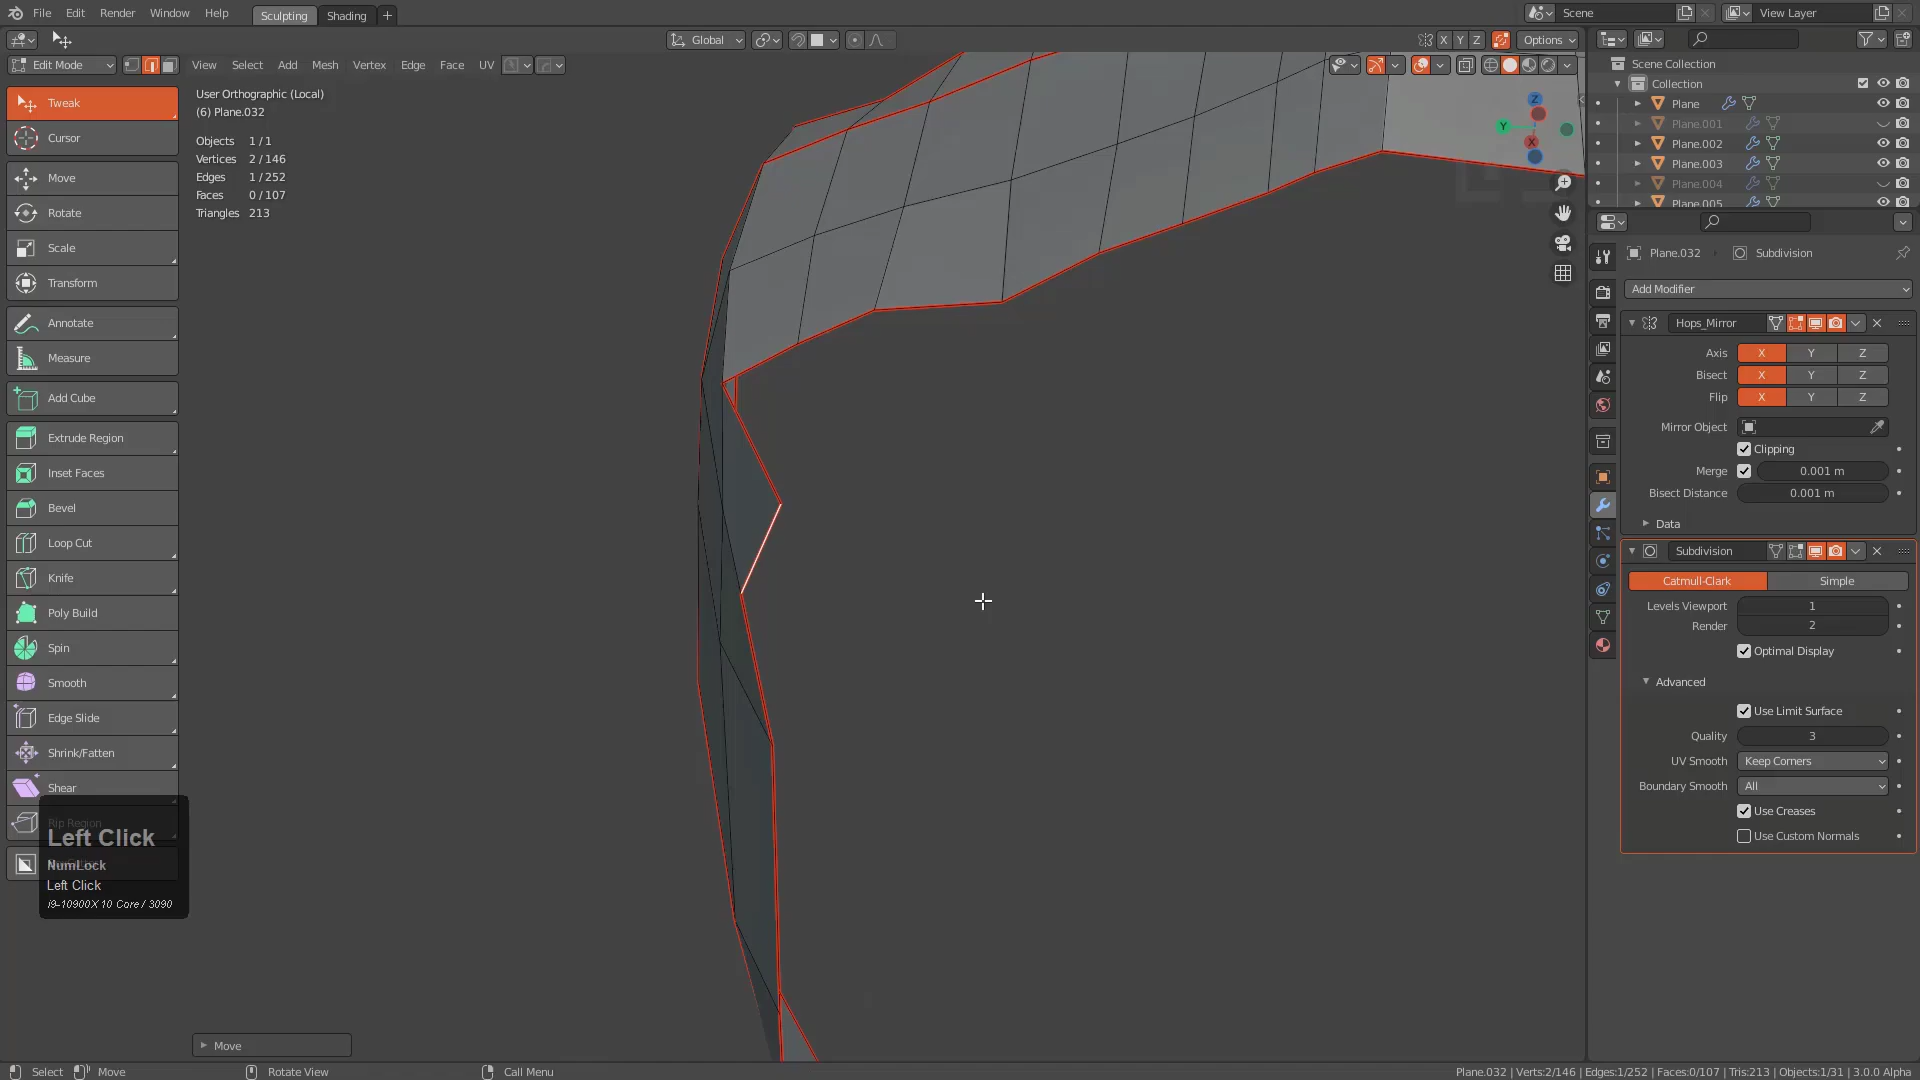 File Edit Render Window Help Sculpting Shading + Scene View Layer
Global X Y Z Options
Edit Mode View Select Add Mesh Vertex Edge Face UV
Scene Collection
Collection
Plane
Plane.001
Plane.002
Plane.003
Plane.004
Plane.005
Tweak
Cursor
Move
Rotate
Scale
Transform
Annotate
Measure
Add Cube
Extrude Region
Inset Faces
Bevel
Loop Cut
Knife
Poly Build
Spin
Smooth
Edge Slide
Shrink/Fatten
Shear
Rip Region
Left Click
NumLock
Left Click
i9-10900X 10 Core / 3090
User Orthographic (Local)
(6) Plane.032
Objects 1 / 1
Vertices 2 / 146
Edges 1 / 252
Faces 0 / 107
Triangles 213
Z
Y
X
Move
Plane.032 › Subdivision
Add Modifier
Hops_Mirror
Axis X Y Z
Bisect X Y Z
Flip X Y Z
Mirror Object
Clipping
Merge 0.001 m
Bisect Distance 0.001 m
Data
Subdivision
Catmull-Clark Simple
Levels Viewport 1
Render 2
Optimal Display
Advanced
Use Limit Surface
Quality 3
UV Smooth Keep Corners
Boundary Smooth All
Use Creases
Use Custom Normals
Select Move Rotate View Call Menu Plane.032 | Verts:2/146 | Edges:1/252 | Faces:0/107 | Tris:213 | Objects:1/31 | 3.0.0 Alpha